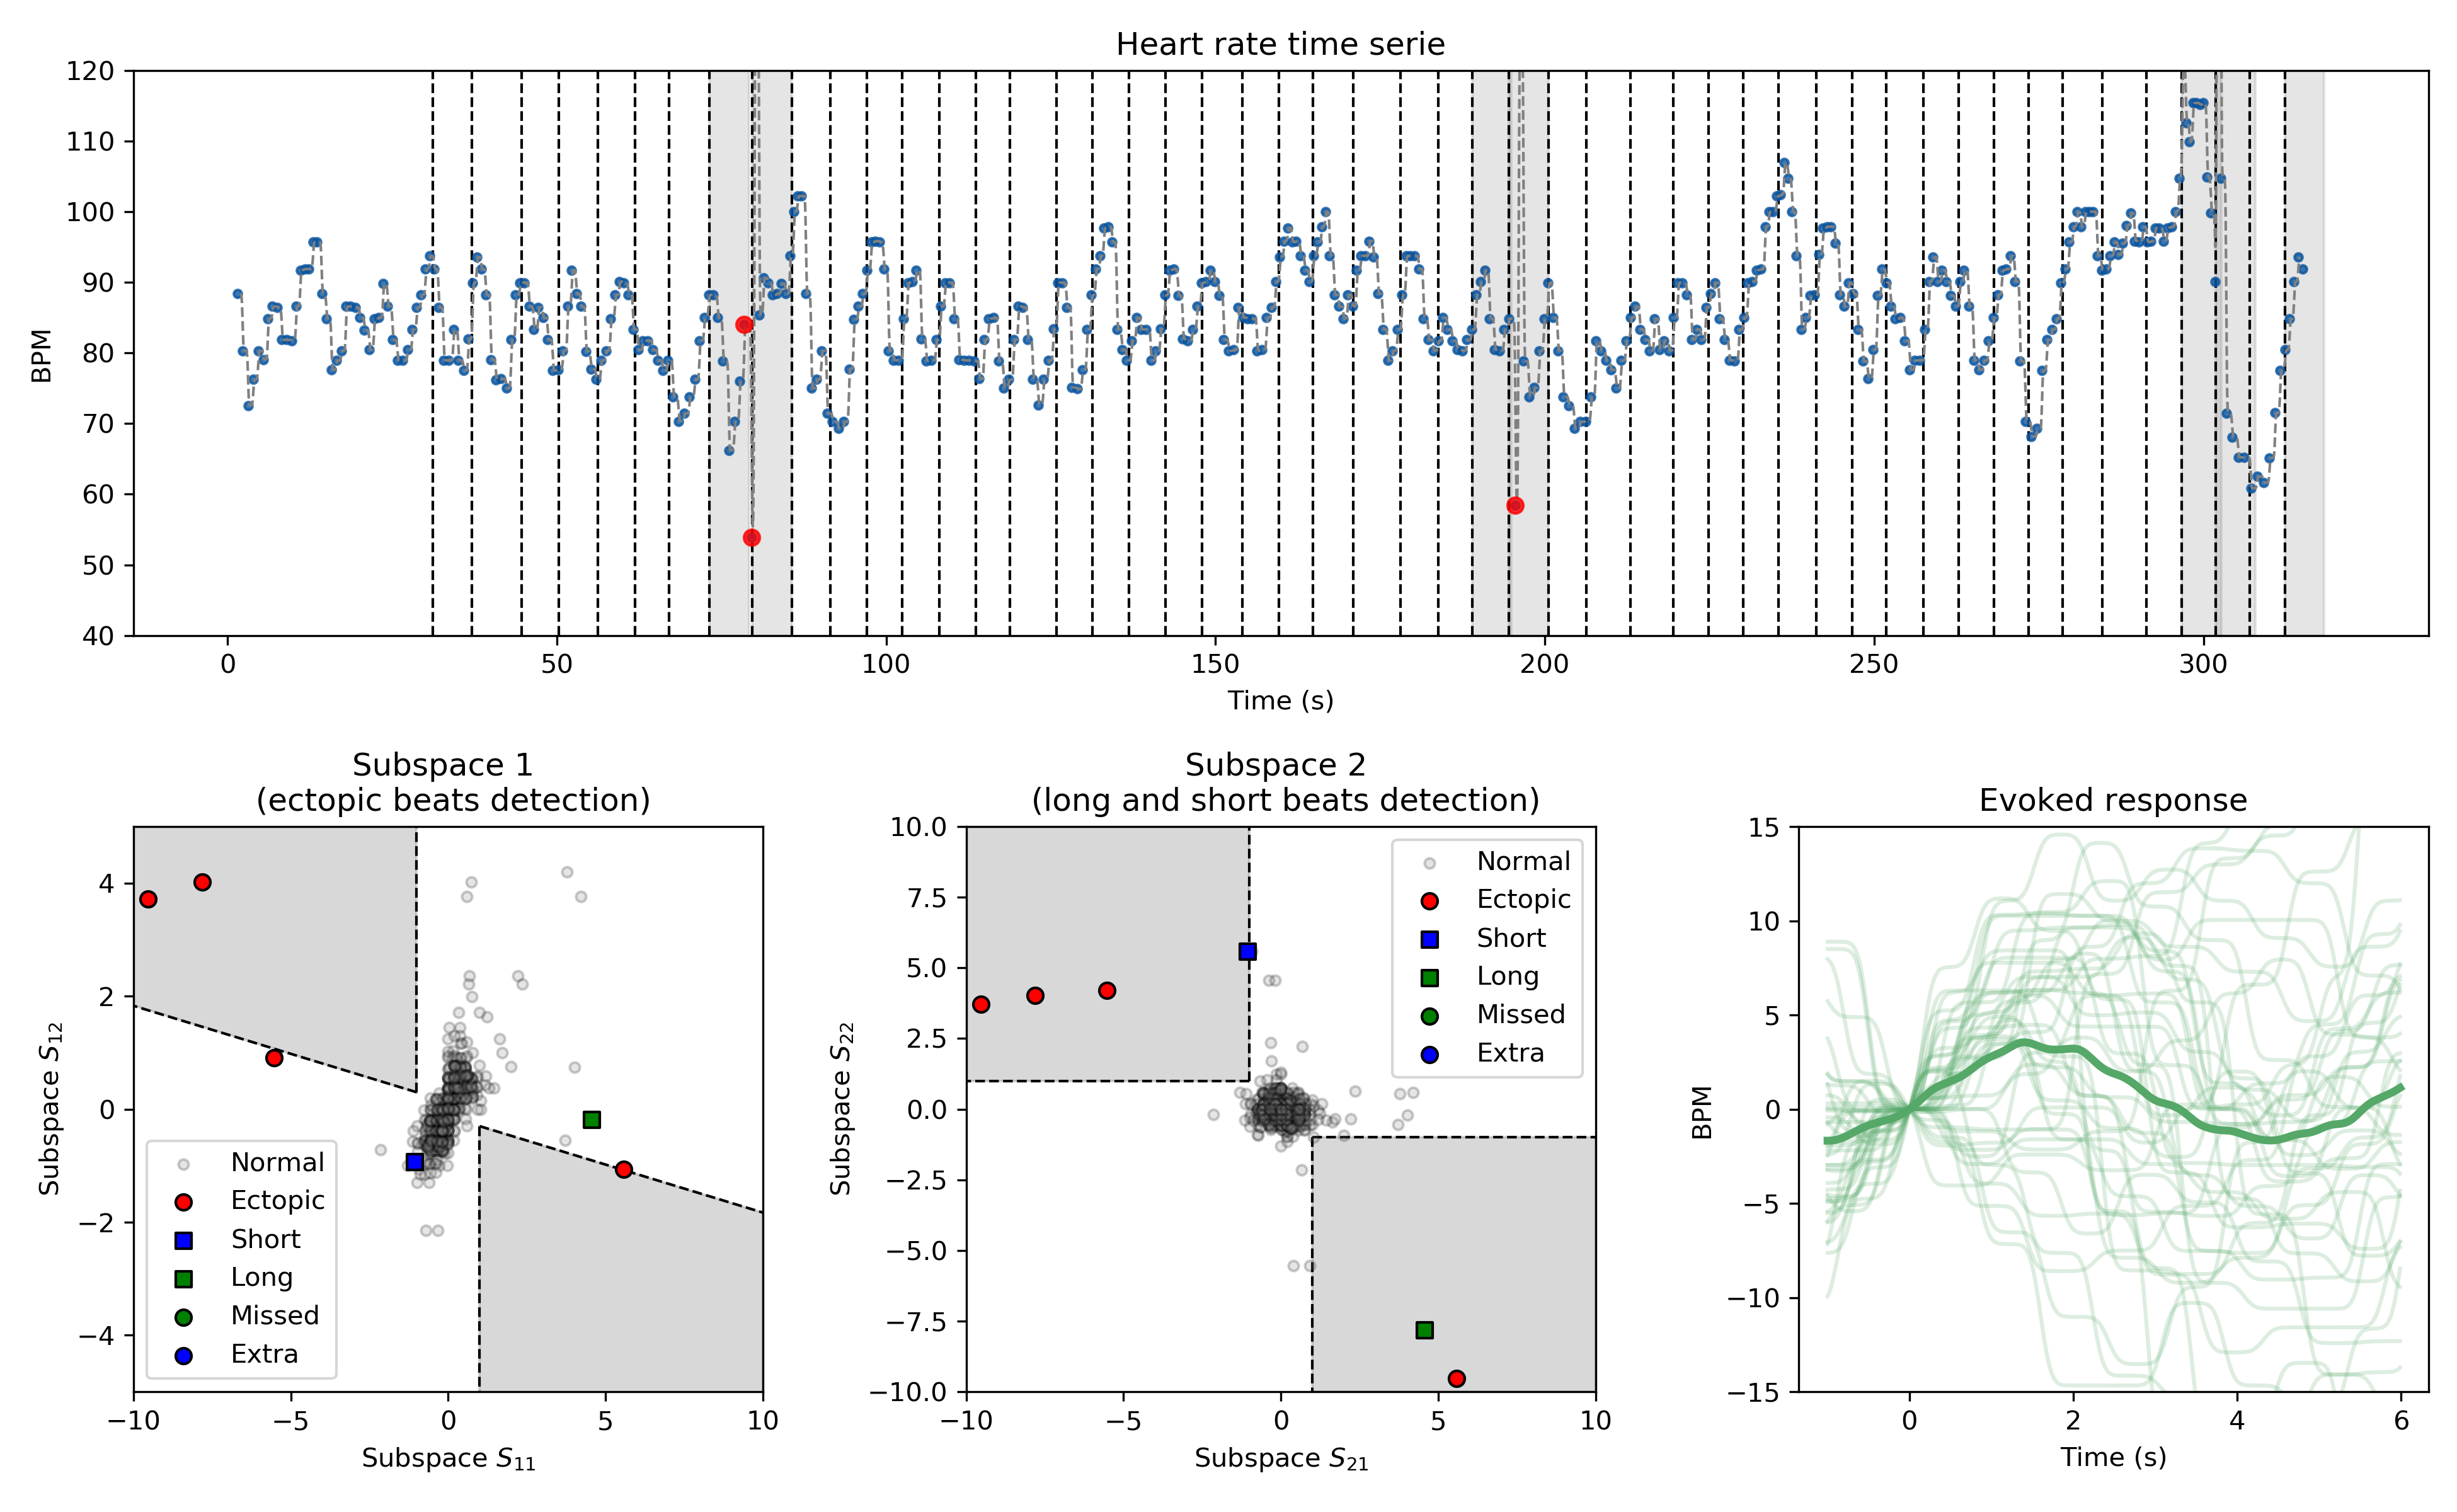 Heart rate time serie
BPM
120
110
100
90
80
70
60
50
40
0 50 100 150 200 250 300
Time (s)
Subspace 1
(ectopic beats detection)
Subspace S12
4
2
0
−2
−4
Normal
Ectopic
Short
Long
Missed
Extra
−10 −5 0 5 10
Subspace S11
Subspace 2
(long and short beats detection)
Subspace S22
10.0
7.5
5.0
2.5
0.0
−2.5
−5.0
−7.5
−10.0
Normal
Ectopic
Short
Long
Missed
Extra
−10 −5 0 5 10
Subspace S21
Evoked response
BPM
15
10
5
0
−5
−10
−15
0 2 4 6
Time (s)